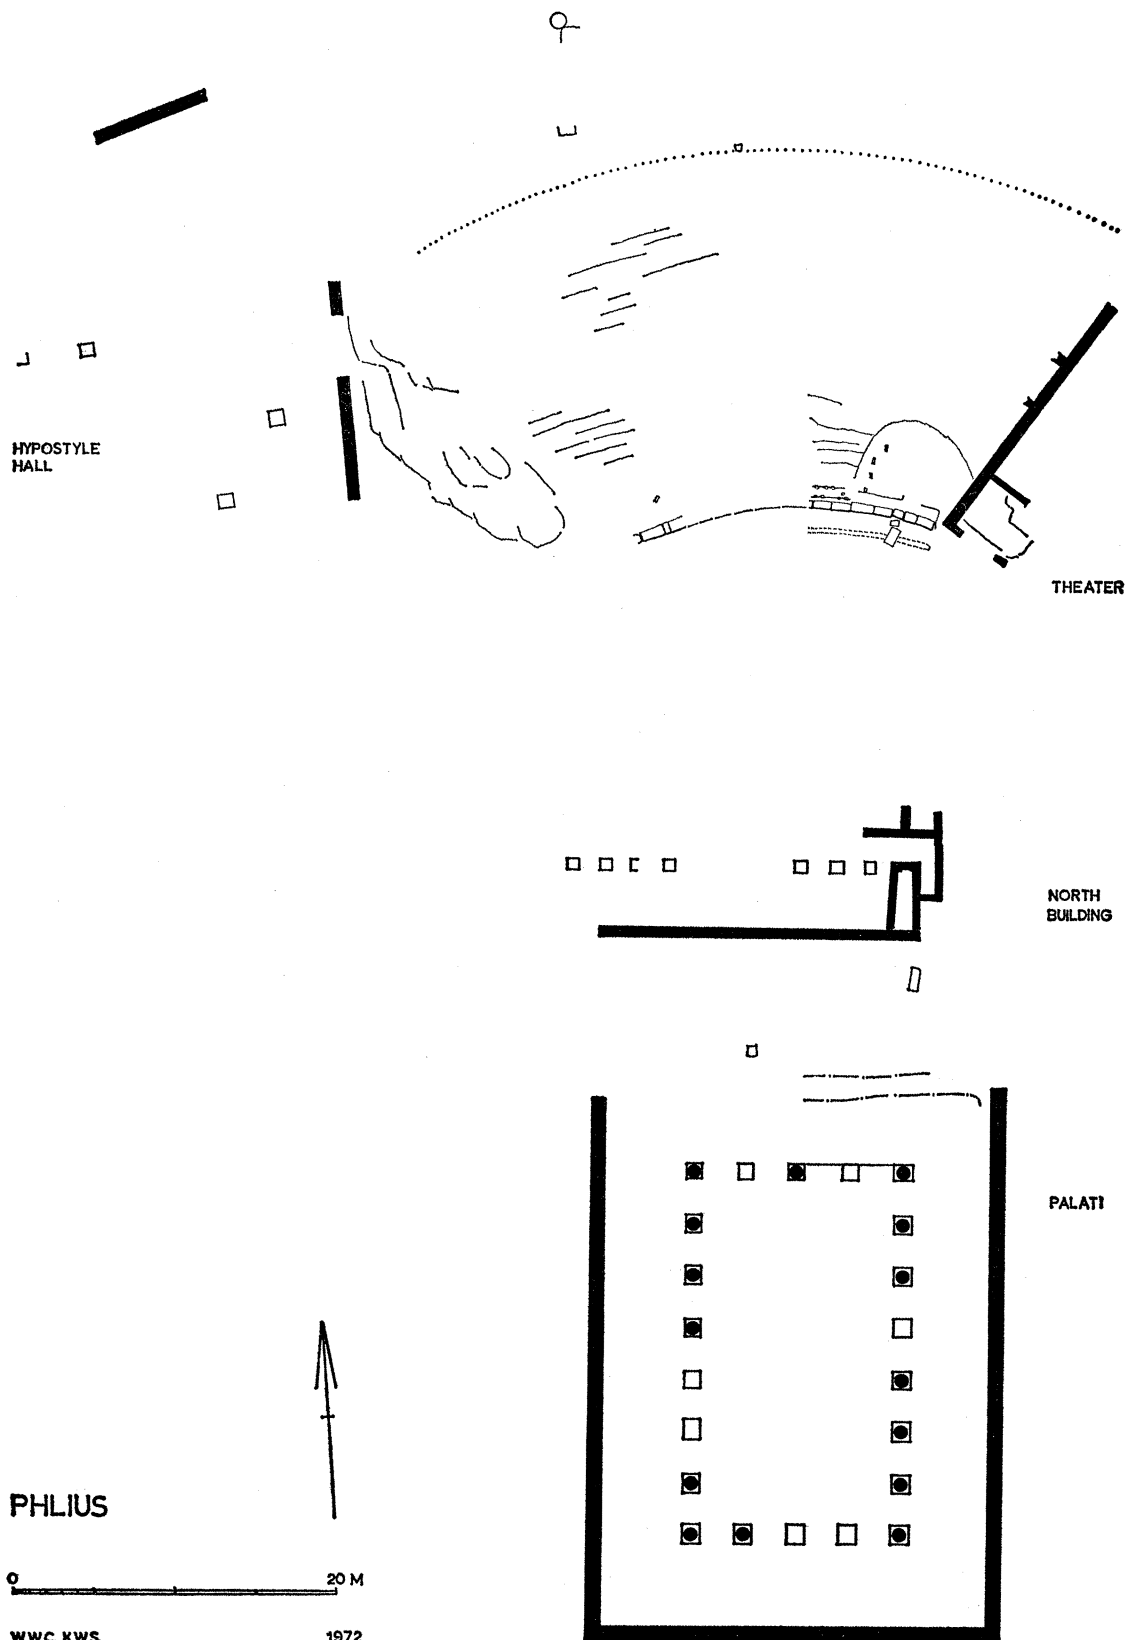 HYPOSTYLE
HALL
THEATER
NORTH
BUILDING
PALATI
PHLIUS
0 20 M
WWC KWS 1972